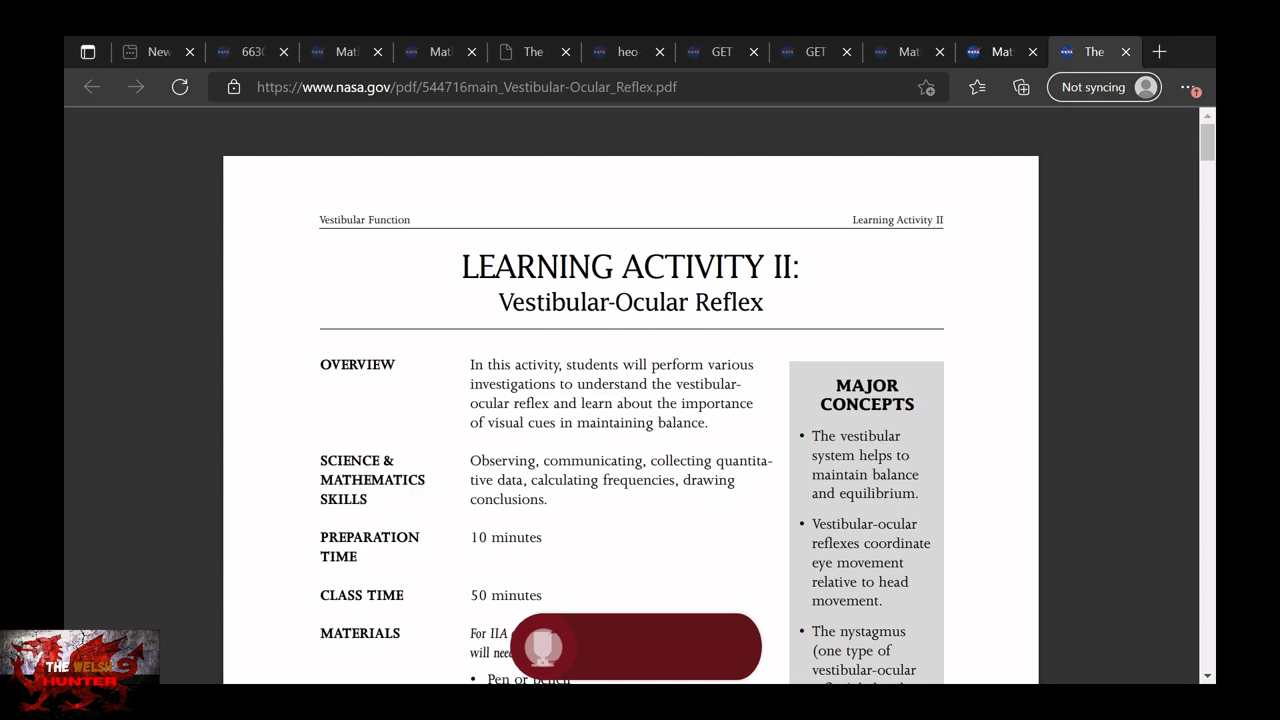 New
663
Mat
Mat
The
heo
GET
GET
Mat
Mat
The
https://www.nasa.gov/pdf/544716main_Vestibular-Ocular_Reflex.pdf
Not syncing
Vestibular Function
Learning Activity II
LEARNING ACTIVITY II:
Vestibular-Ocular Reflex
OVERVIEW
In this activity, students will perform various
investigations to understand the vestibular-
ocular reflex and learn about the importance
of visual cues in maintaining balance.
SCIENCE &
MATHEMATICS
SKILLS
Observing, communicating, collecting quantita-
tive data, calculating frequencies, drawing
conclusions.
PREPARATION
TIME
10 minutes
CLASS TIME
50 minutes
MATERIALS
For IIA
will need
• Pen or pencil
MAJOR
CONCEPTS
• The vestibular
system helps to
maintain balance
and equilibrium.
• Vestibular-ocular
reflexes coordinate
eye movement
relative to head
movement.
• The nystagmus
(one type of
vestibular-ocular
THE WELSH
HUNTER